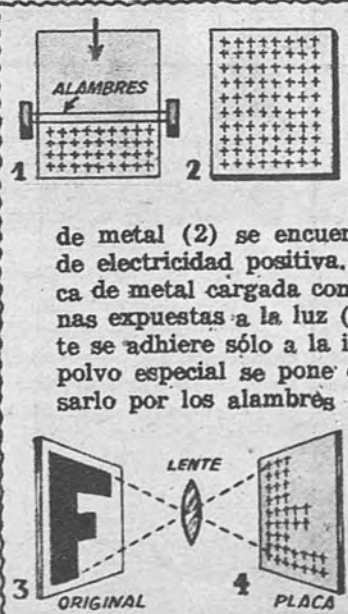 ALAMBRES
1
2
de metal (2) se encuen
de electricidad positiva.
ca de metal cargada con
nas expuestas a la luz (
te se adhiere sólo a la i
polvo especial se pone
sarlo por los alambres
LENTE
3
ORIGINAL
4
PLACA